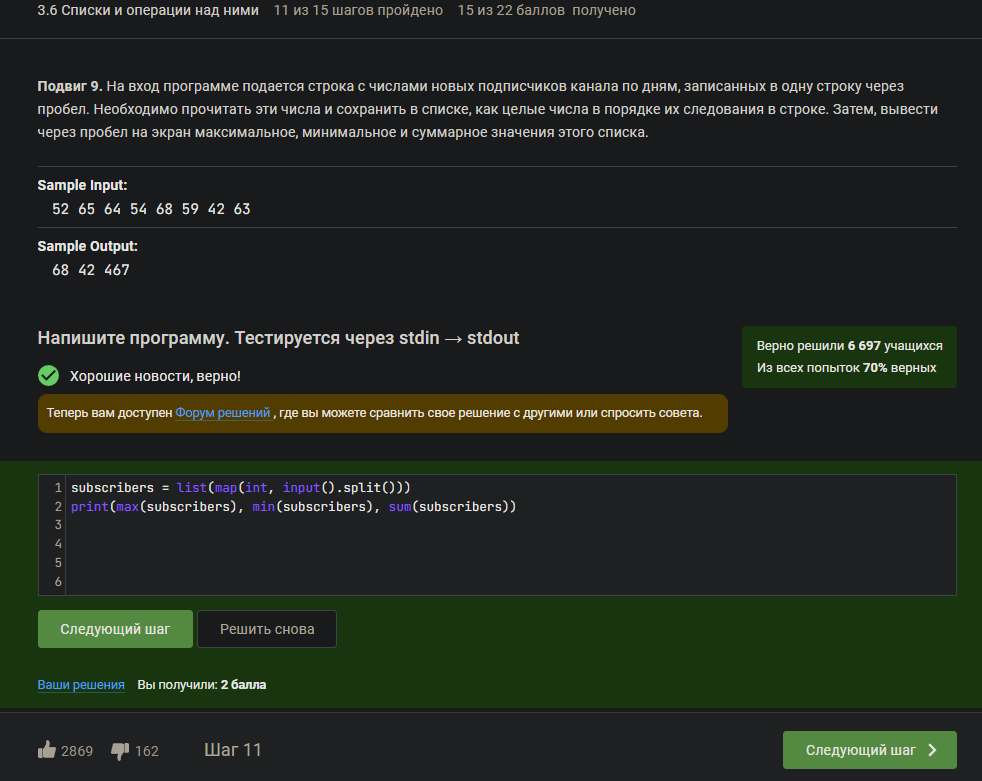 3.6 Списки и операции над ними 11 из 15 шагов пройдено 15 из 22 баллов получено
Подвиг 9. На вход программе подается строка с числами новых подписчиков канала по дням, записанных в одну строку через
пробел. Необходимо прочитать эти числа и сохранить в списке, как целые числа в порядке их следования в строке. Затем, вывести
через пробел на экран максимальное, минимальное и суммарное значения этого списка.
Sample Input:
52 65 64 54 68 59 42 63
Sample Output:
68 42 467
Напишите программу. Тестируется через stdin → stdout
Верно решили 6 697 учащихся
Из всех попыток 70% верных
Хорошие новости, верно!
Теперь вам доступен Форум решений , где вы можете сравнить свое решение с другими или спросить совета.
1 subscribers = list(map(int, input().split()))
2 print(max(subscribers), min(subscribers), sum(subscribers))
3
4
5
6
Следующий шаг Решить снова
Ваши решения Вы получили: 2 балла
2869 162 Шаг 11 Следующий шаг